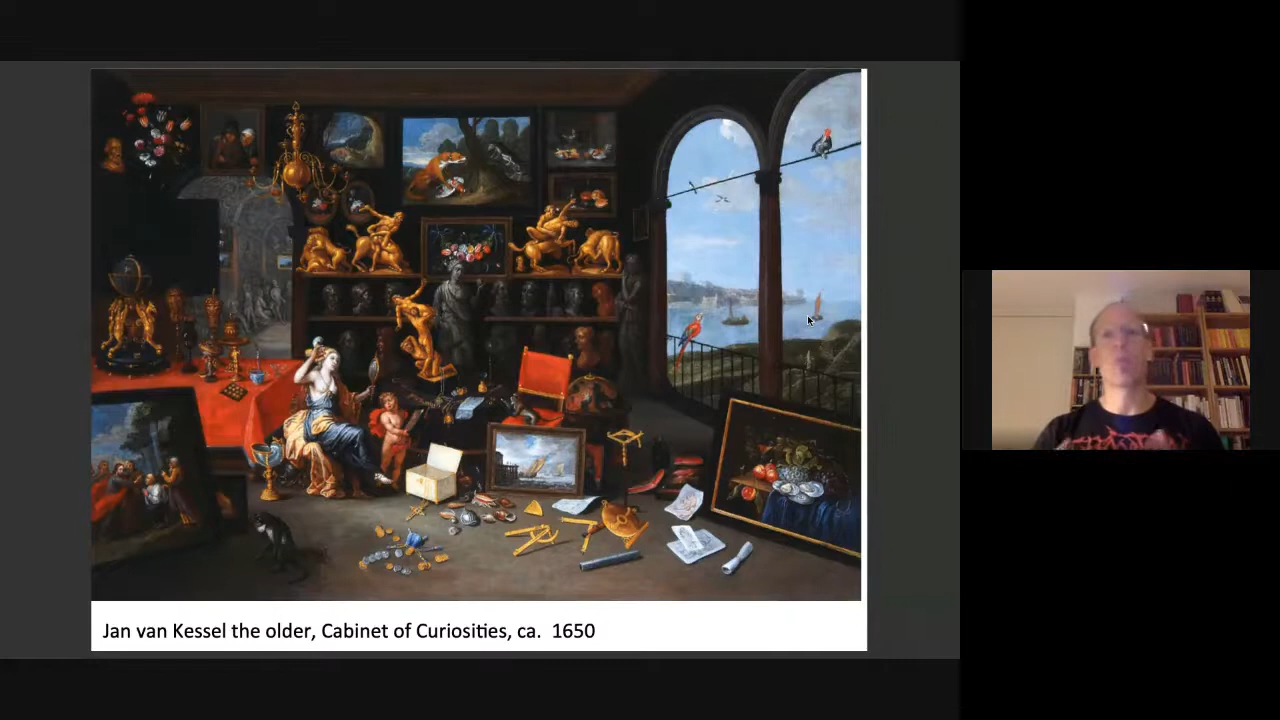 Jan van Kessel the older, Cabinet of Curiosities, ca.  1650